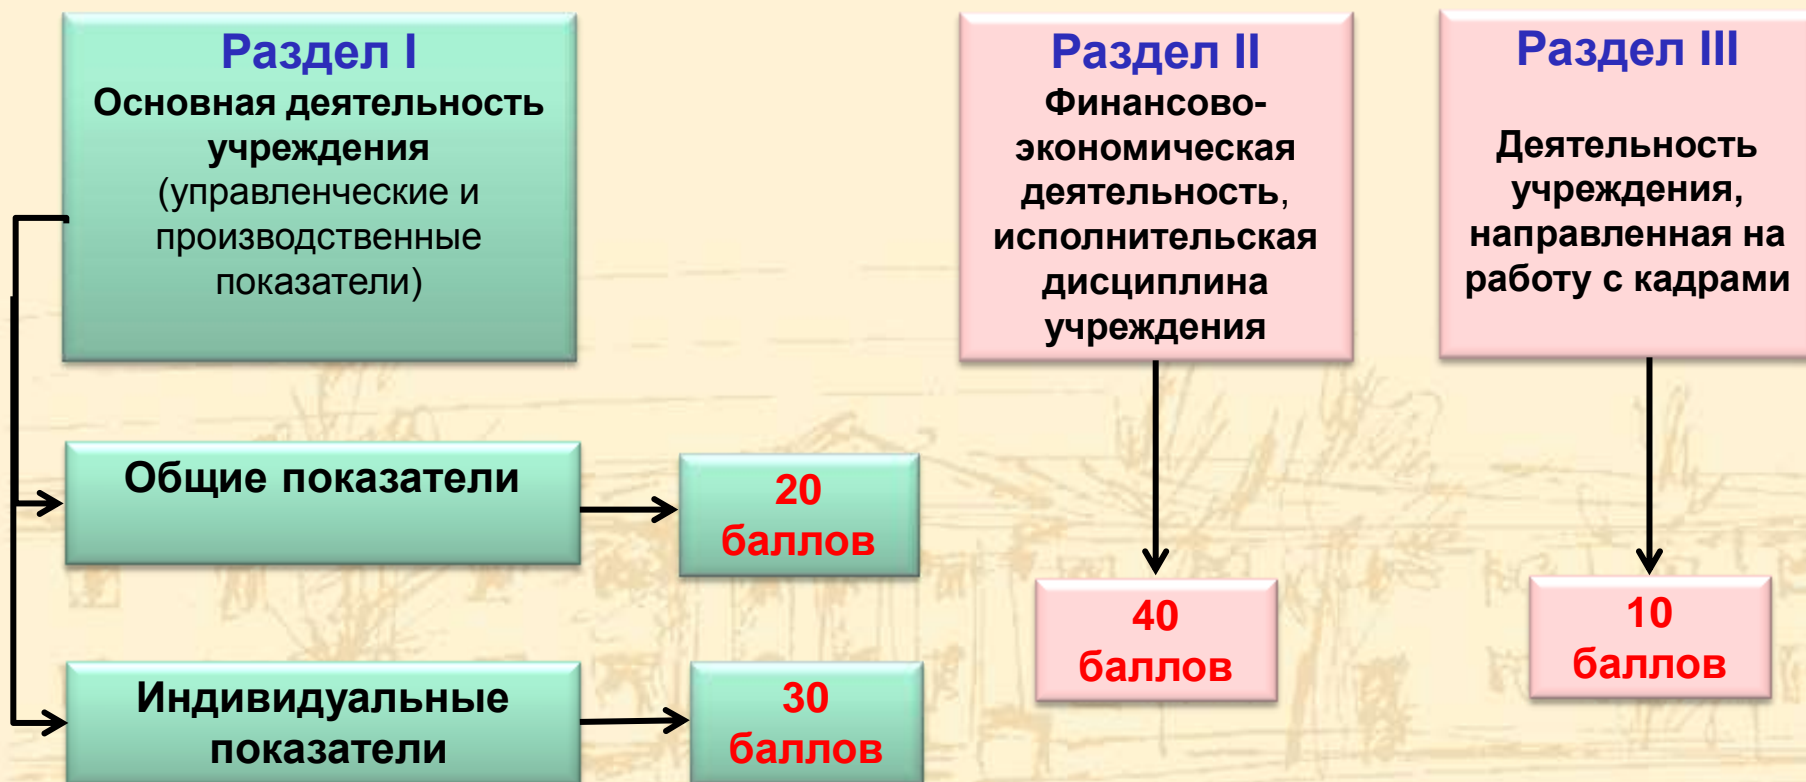 Раздел I
Основная деятельность
учреждения
(управленческие и
производственные
показатели)
Раздел II
Финансово-
экономическая
деятельность,
исполнительская
дисциплина
учреждения
Раздел III
Деятельность
учреждения,
направленная на
работу с кадрами
Общие показатели
20
баллов
40
баллов
10
баллов
Индивидуальные
показатели
30
баллов